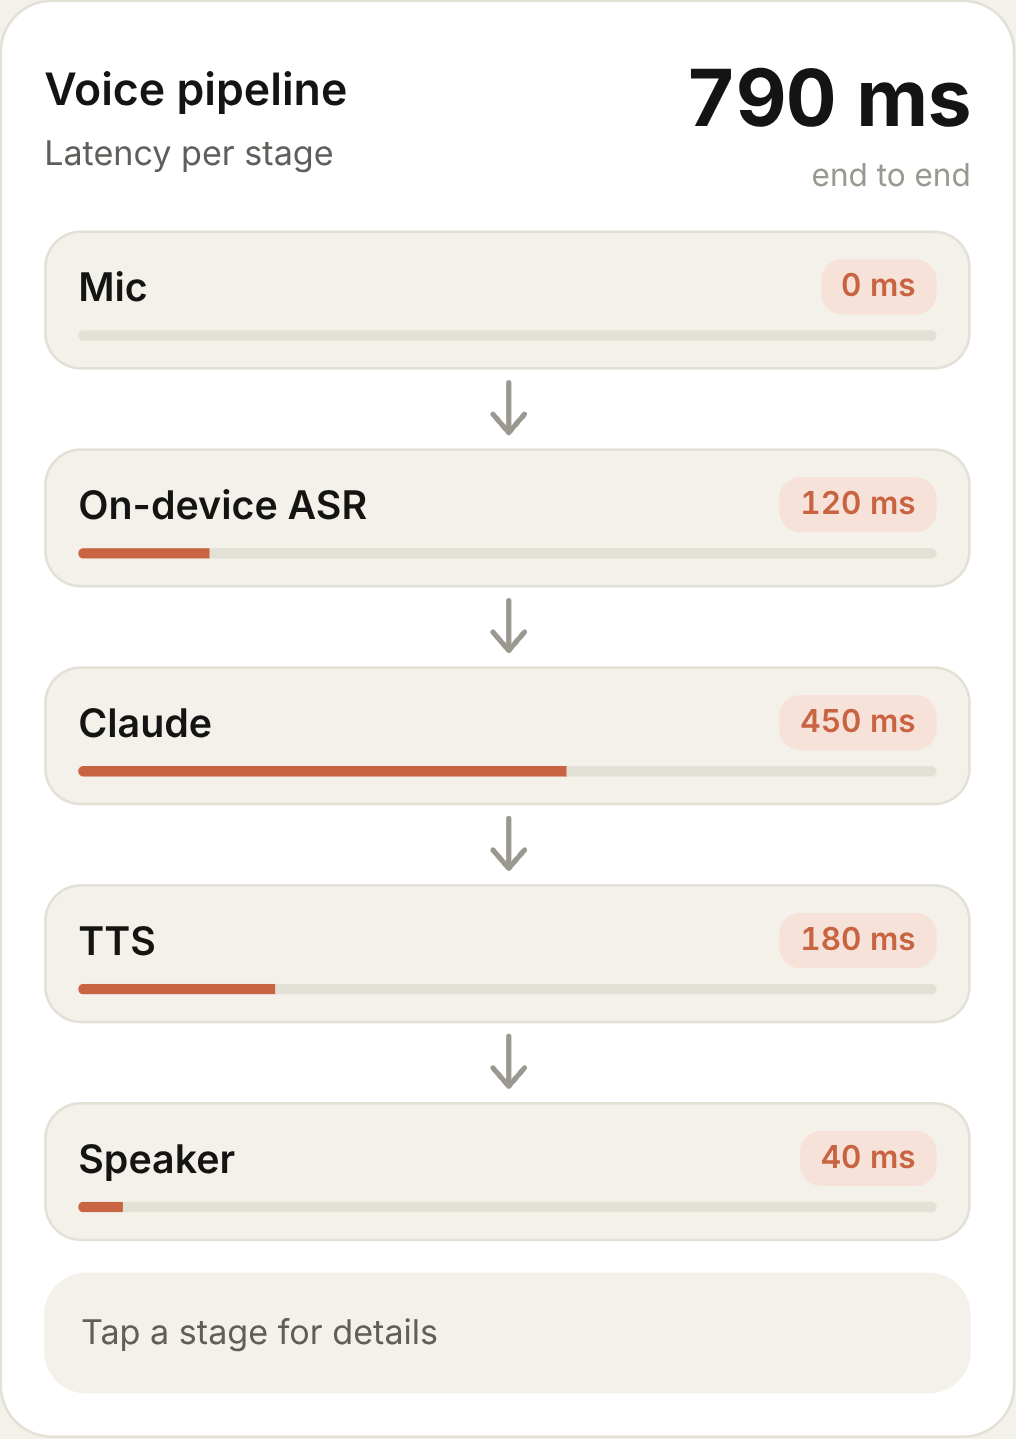 Voice pipeline
790 ms
Latency per stage
end to end
Mic
0 ms
On-device ASR
120 ms
Claude
450 ms
TTS
180 ms
Speaker
40 ms
Tap a stage for details